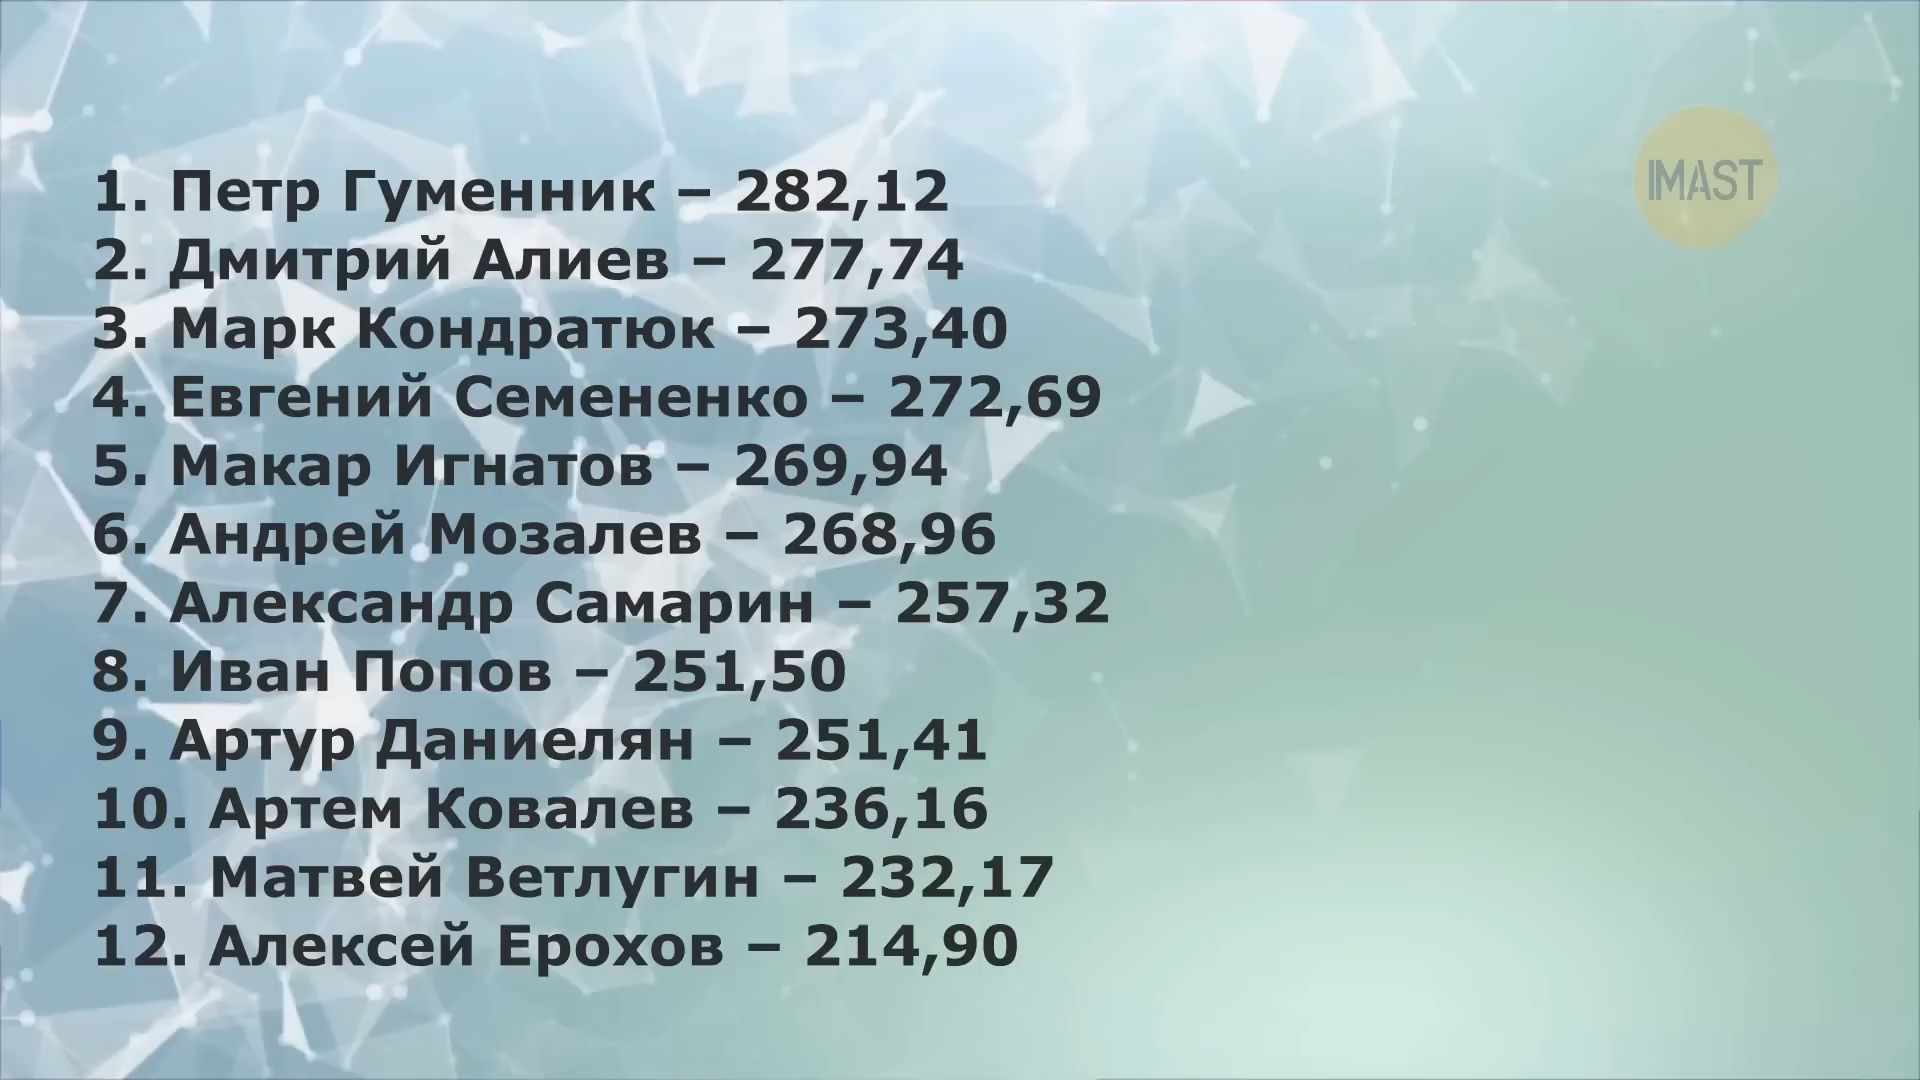 IMAST
1. Петр Гуменник – 282,12
2. Дмитрий Алиев – 277,74
3. Марк Кондратюк – 273,40
4. Евгений Семененко – 272,69
5. Макар Игнатов – 269,94
6. Андрей Мозалев – 268,96
7. Александр Самарин – 257,32
8. Иван Попов – 251,50
9. Артур Даниелян – 251,41
10. Артем Ковалев – 236,16
11. Матвей Ветлугин – 232,17
12. Алексей Ерохов – 214,90